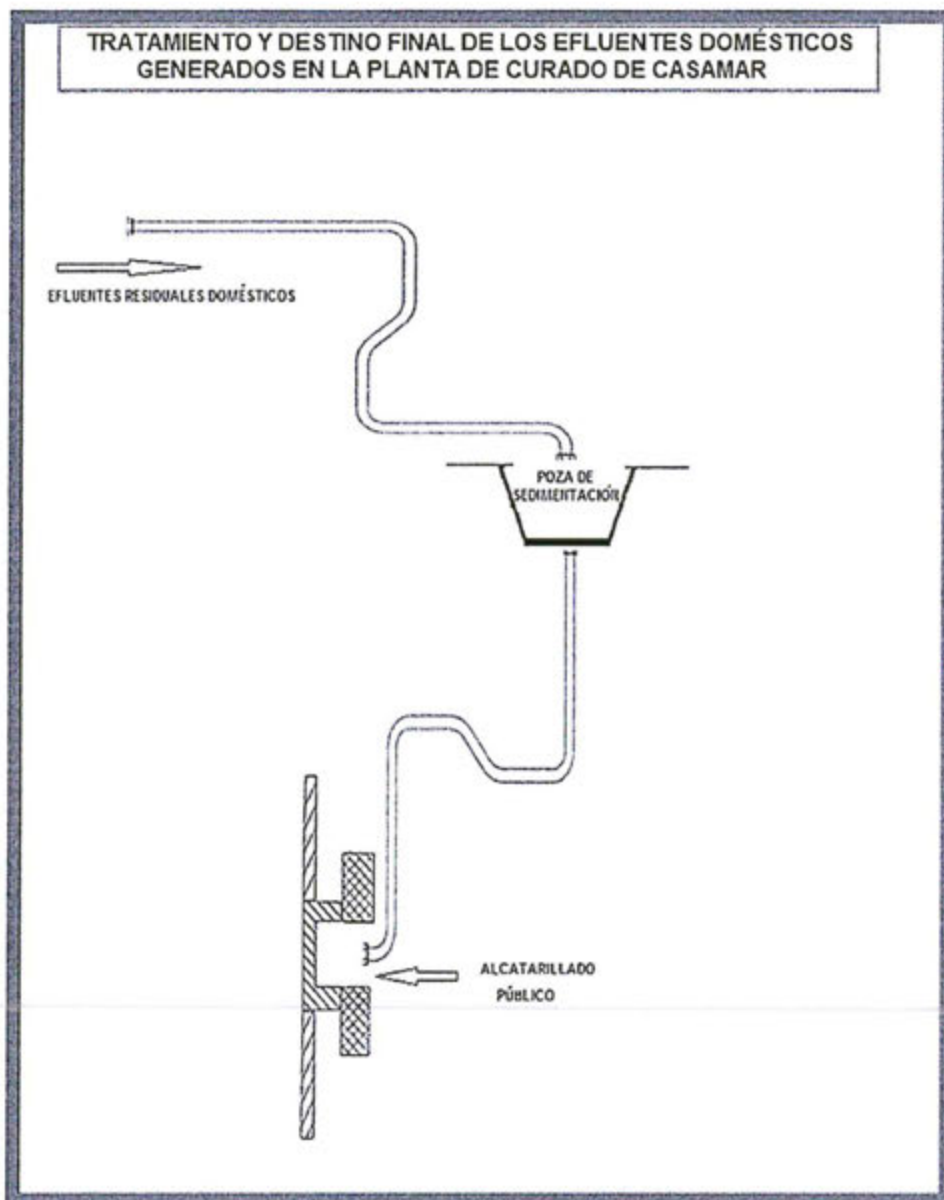 TRATAMIENTO Y DESTINO FINAL DE LOS EFLUENTES DOMÉSTICOS
GENERADOS EN LA PLANTA DE CURADO DE CASAMAR
EFLUENTES RESIDUALES DOMÉSTICOS
POZA DE
SEDIMENTACIÓN
ALCATARILLADO
PÚBLICO